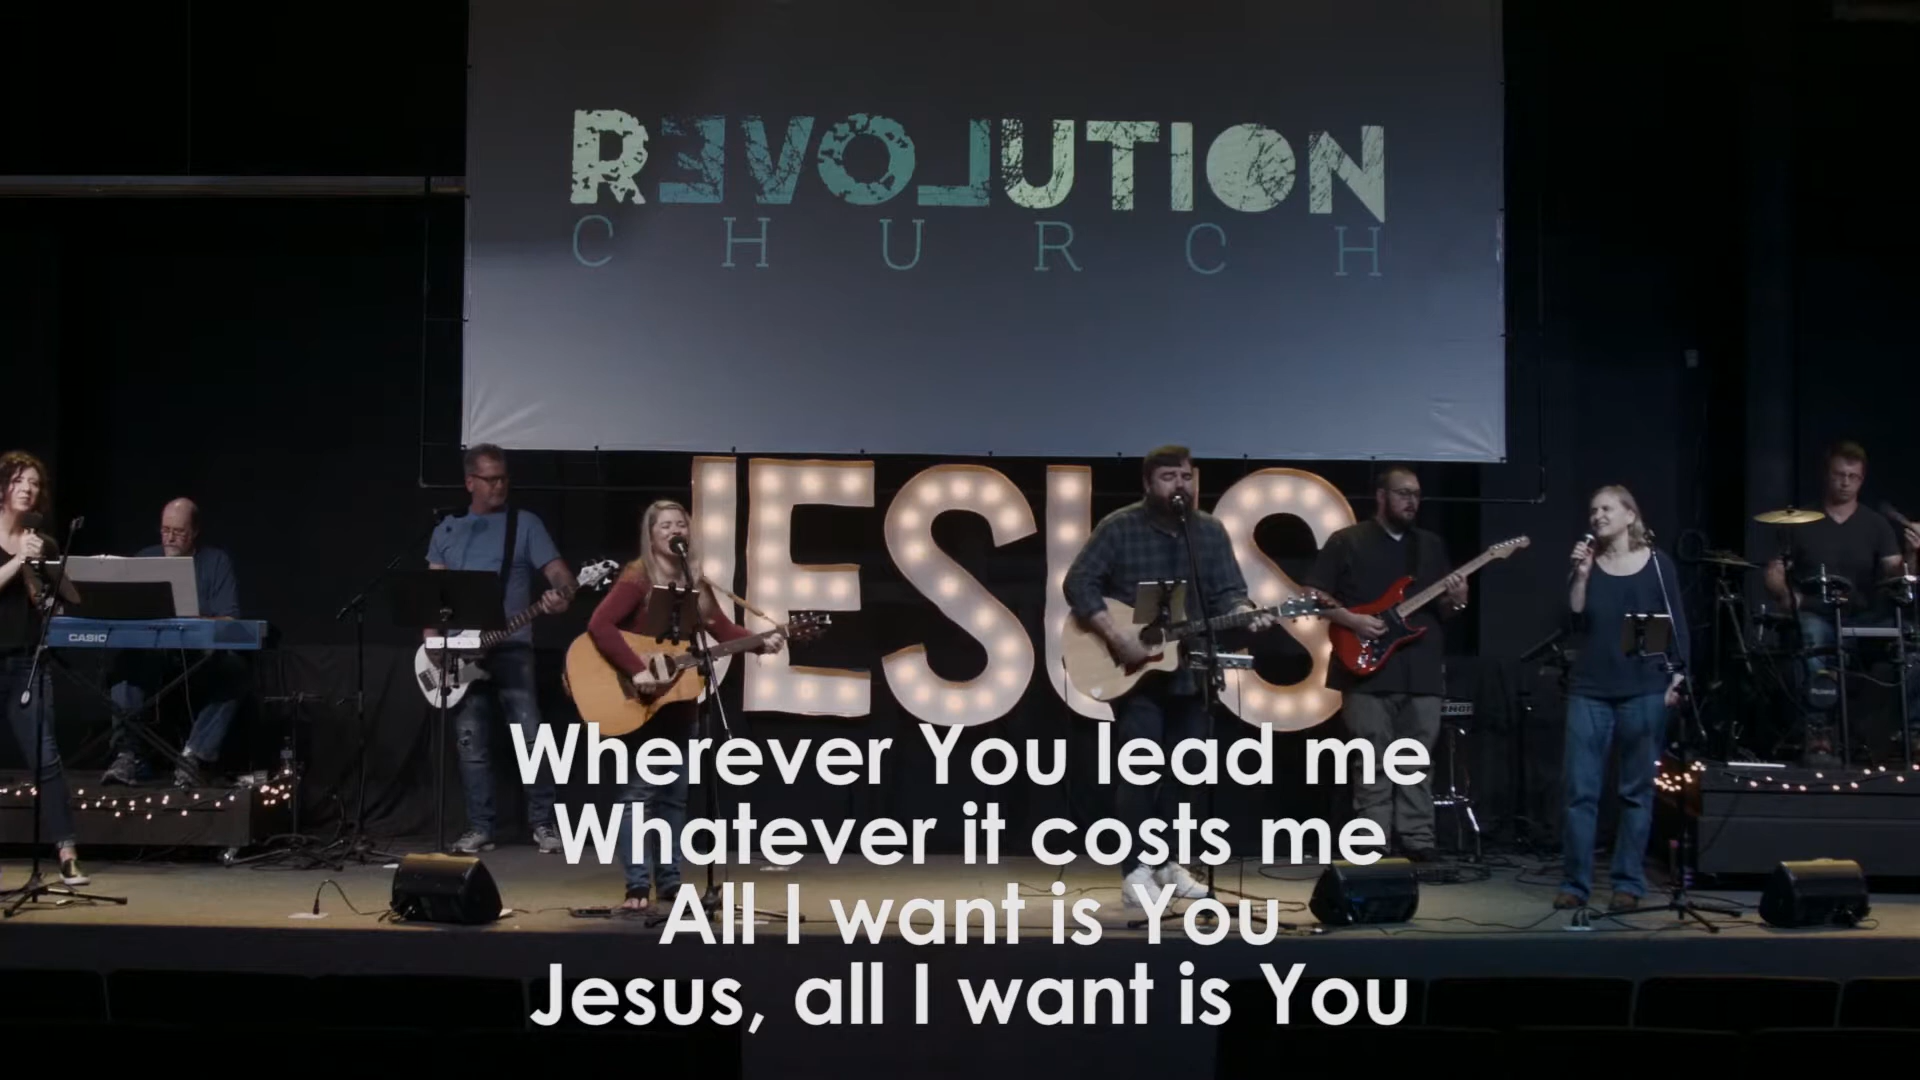 REVOLUTION
CHURCH
JESUS
CASIO
Wherever You lead me
Whatever it costs me
All I want is You
Jesus, all I want is You